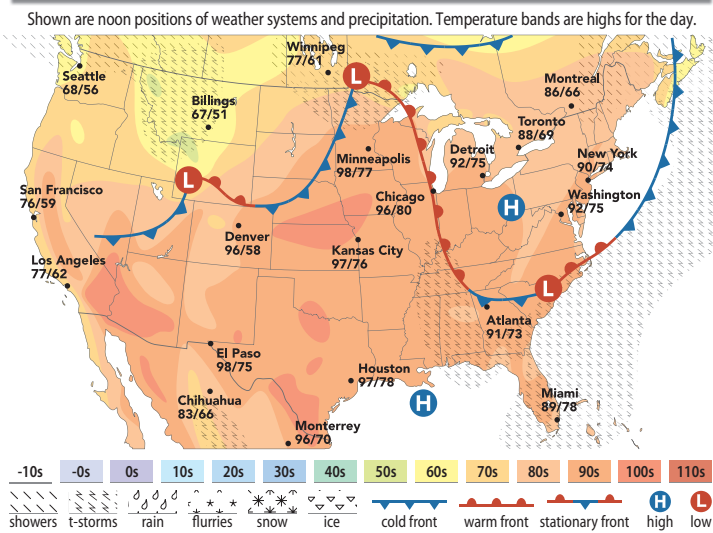 Shown are noon positions of weather systems and precipitation. Temperature bands are highs for the day.
Winnipeg
77/61
Seattle
68/56
L
Montreal
86/66
Billings
67/51
Toronto
88/69
Detroit
92/75
New York
90/74
Minneapolis
98/77
L
San Francisco
76/59
Chicago
96/80
Washington
92/75
H
Denver
96/58
Kansas City
97/76
Los Angeles
77/62
L
Atlanta
91/73
El Paso
98/75
Houston
97/78
Chihuahua
83/66
H
Miami
89/78
Monterrey
96/70
-10s -0s 0s 10s 20s 30s 40s 50s 60s 70s 80s 90s 100s 110s
H L
showers t-storms rain flurries snow ice cold front warm front stationary front high low